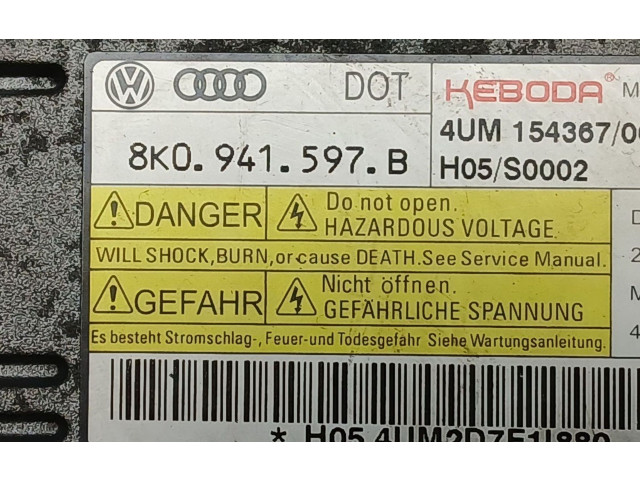 DOT
KEBODA®
8K0.941.597.B
4UM 154367/0
H05/S0002
DANGER
Do not open.
HAZARDOUS VOLTAGE
WILL SHOCK,BURN,or cause DEATH.See Service Manual.
GEFAHR
Nicht öffnen.
GEFÄHRLICHE SPANNUNG
Es besteht Stromschlag-, Feuer-und Todesgefahr Siehe Wartungsanleitung.